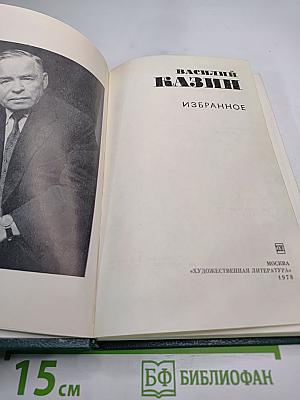 ВАСИЛИЙ
КАЗИН
ИЗБРАННОЕ
МОСКВА
«ХУДОЖЕСТВЕННАЯ ЛИТЕРАТУРА»
1978
15 см
БФ БИБЛИОФАН